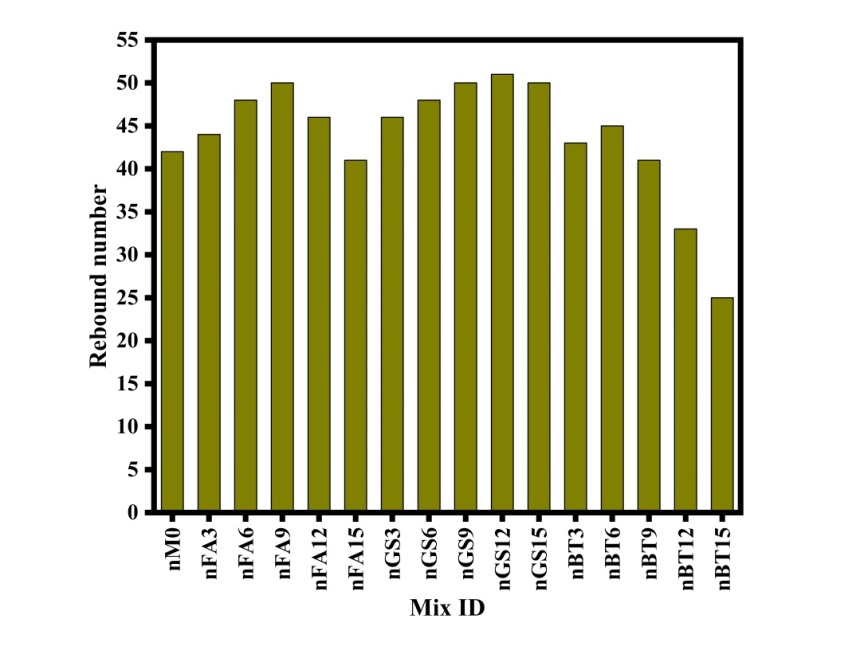 55
50
45
40
35
30
25
20
15
10
5
0
Rebound number
nM0
nFA3
nFA6
nFA9
nFA12
nFA15
nGS3
nGS6
nGS9
nGS12
nGS15
nBT3
nBT6
nBT9
nBT12
nBT15
Mix ID